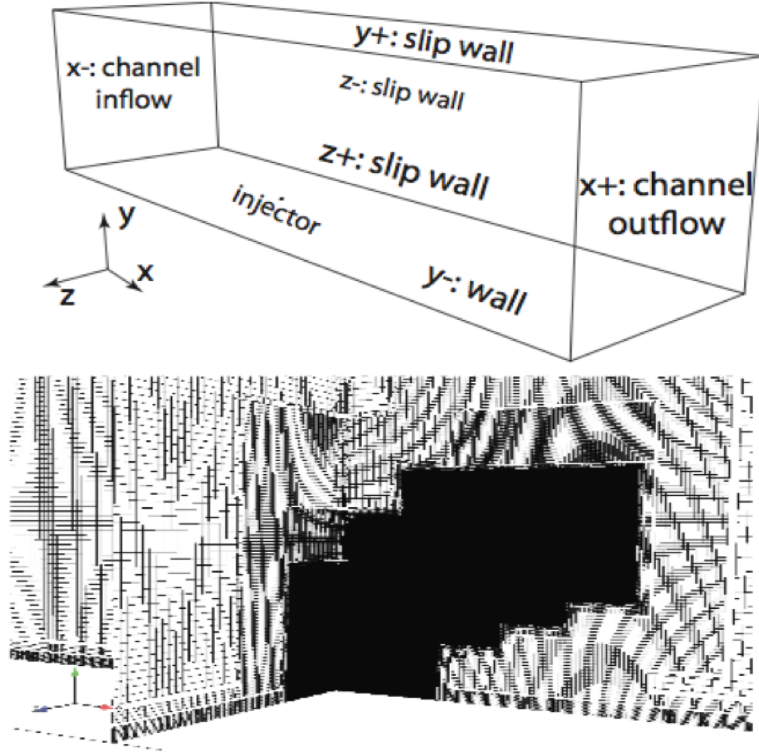 y+: slip wall
x-: channel
inflow
z-: slip wall
z+: slip wall
x+: channel
outflow
injector
y-: wall
y
x
z